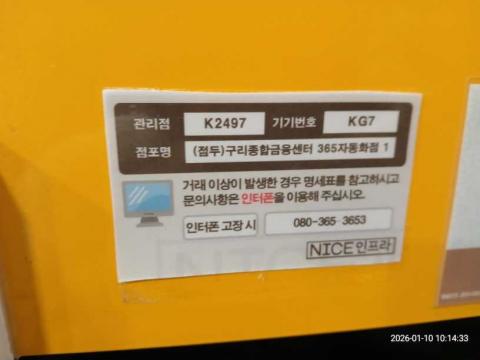 관리점 K2497 기기번호 KG7
점포명 (점두)구리종합금융센터 365자동화점 1
거래 이상이 발생한 경우 명세표를 참고하시고
문의사항은 인터폰을 이용해 주십시오.
인터폰 고장 시 080-365-3653
NICE인프라
2026-01-10 10:14:33